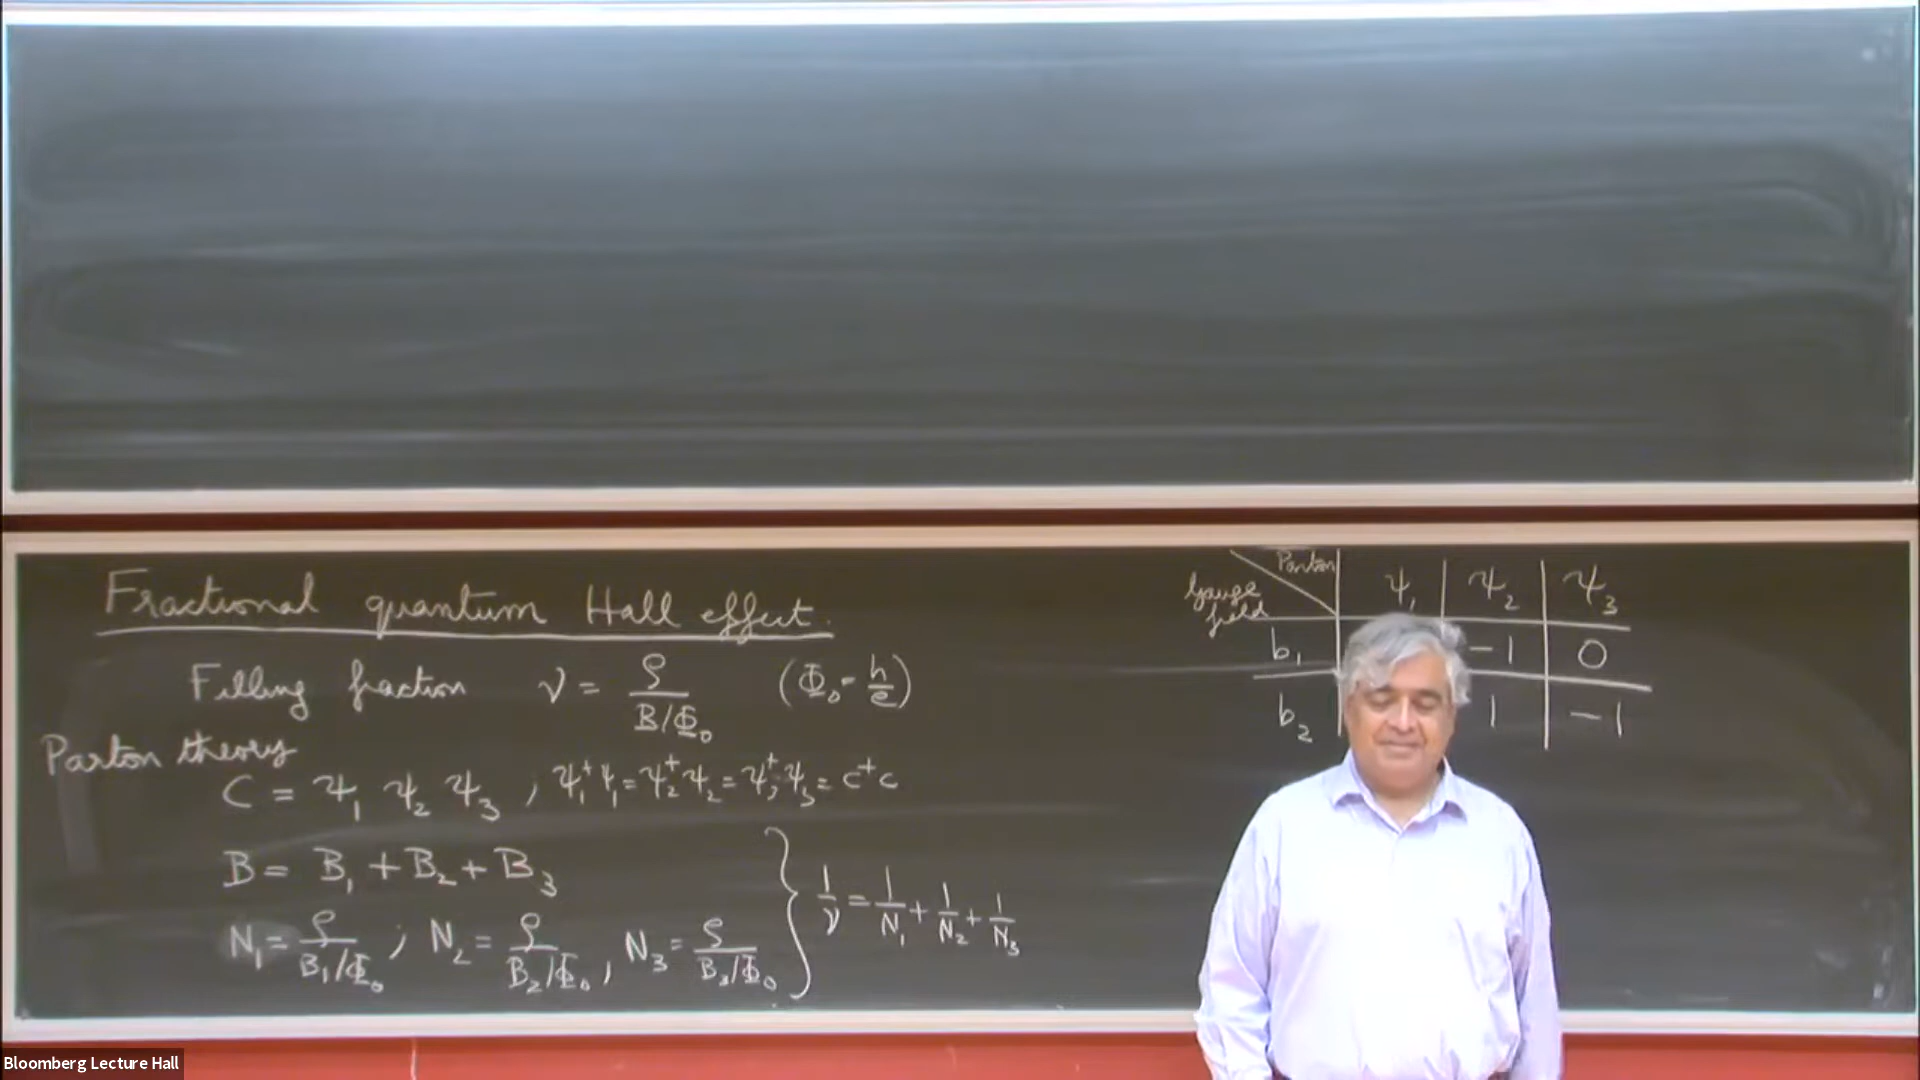 Fractional quantum Hall effect.
Filling fraction ν = ρ / (B/Φ₀) (Φ₀ = h/e)
Parton theory
C = ψ₁ ψ₂ ψ₃ , ψ₁⁺ψ₁ = ψ₂⁺ψ₂ = ψ₃⁺ψ₃ = c⁺c
B = B₁ + B₂ + B₃
N₁ = ρ / (B₁/Φ₀) ; N₂ = ρ / (B₂/Φ₀) , N₃ = ρ / (B₃/Φ₀) } 1/ν = 1/N₁ + 1/N₂ + 1/N₃
Parton ψ₁ ψ₂ ψ₃
Gauge field
b₁ -1 0
b₂ 1 -1
Bloomberg Lecture Hall